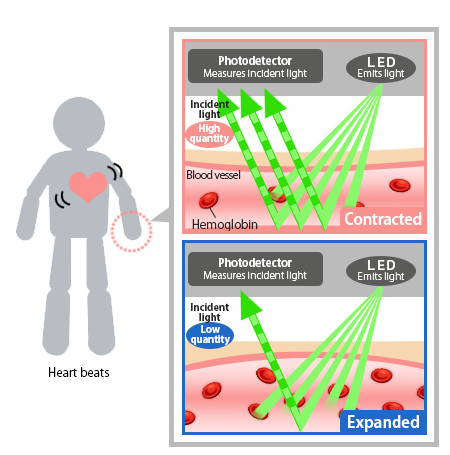 Photodetector
Measures Incident light
LED
Emits light
Incident
light
High
quantity
Blood vessel
Hemoglobin
Contracted
Photodetector
Measures Incident light
LED
Emits light
Incident
light
Low
quantity
Expanded
Heart beats